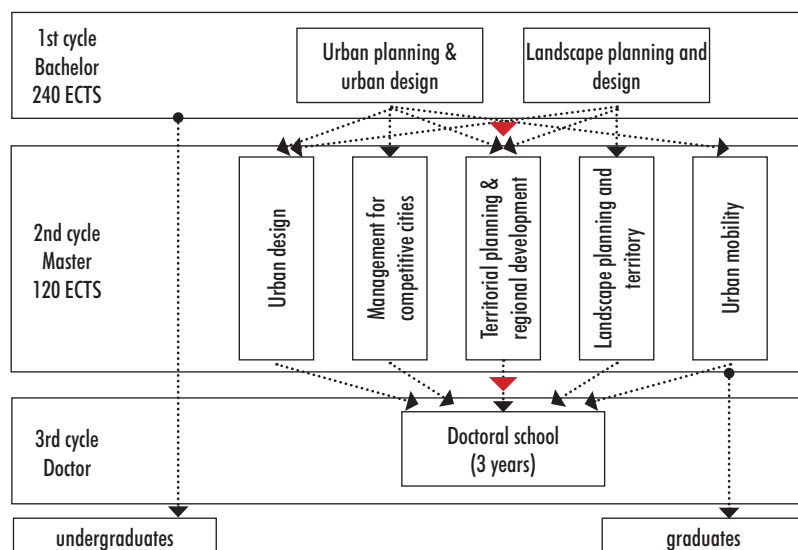 1st cycle
Bachelor
240 ECTS
Urban planning &
urban design
Landscape planning and
design
2nd cycle
Master
120 ECTS
Urban design
Management for
competitive cities
Territorial planning &
regional development
Landscape planning and
territory
Urban mobility
3rd cycle
Doctor
Doctoral school
(3 years)
undergraduates
graduates